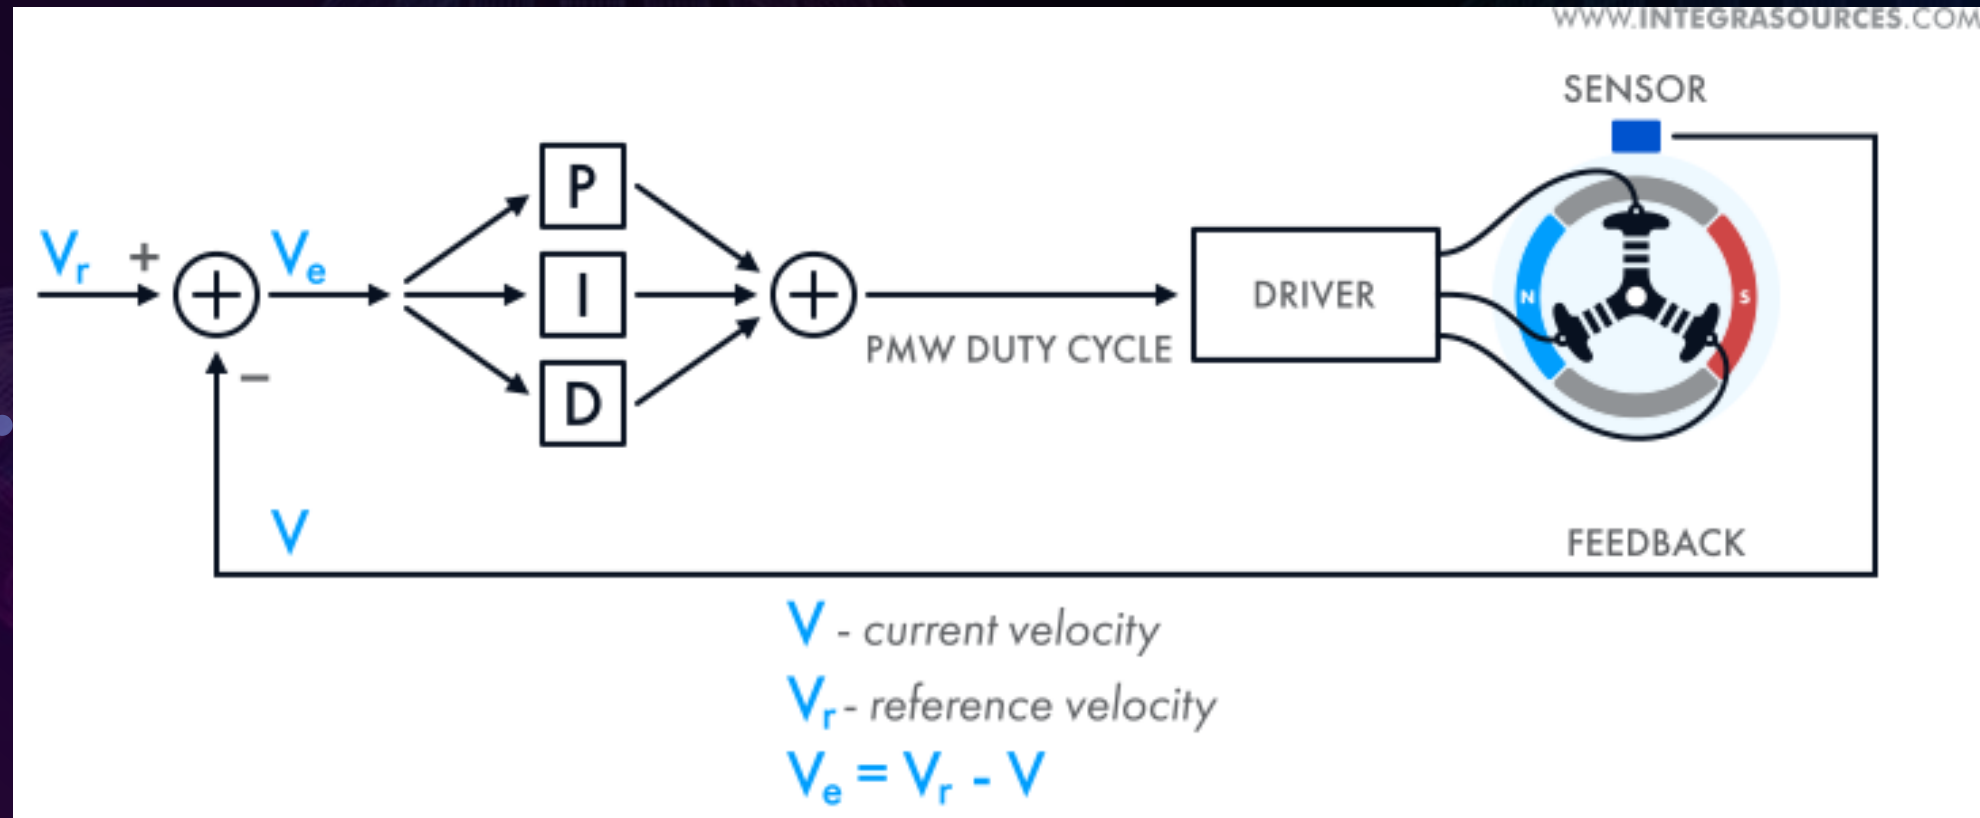 WWW.INTEGRASOURCES.COM
SENSOR
P
Vr
+
Ve
I
DRIVER
N
S
PMW DUTY CYCLE
–
D
V
FEEDBACK
V - current velocity
Vr - reference velocity
Ve = Vr - V